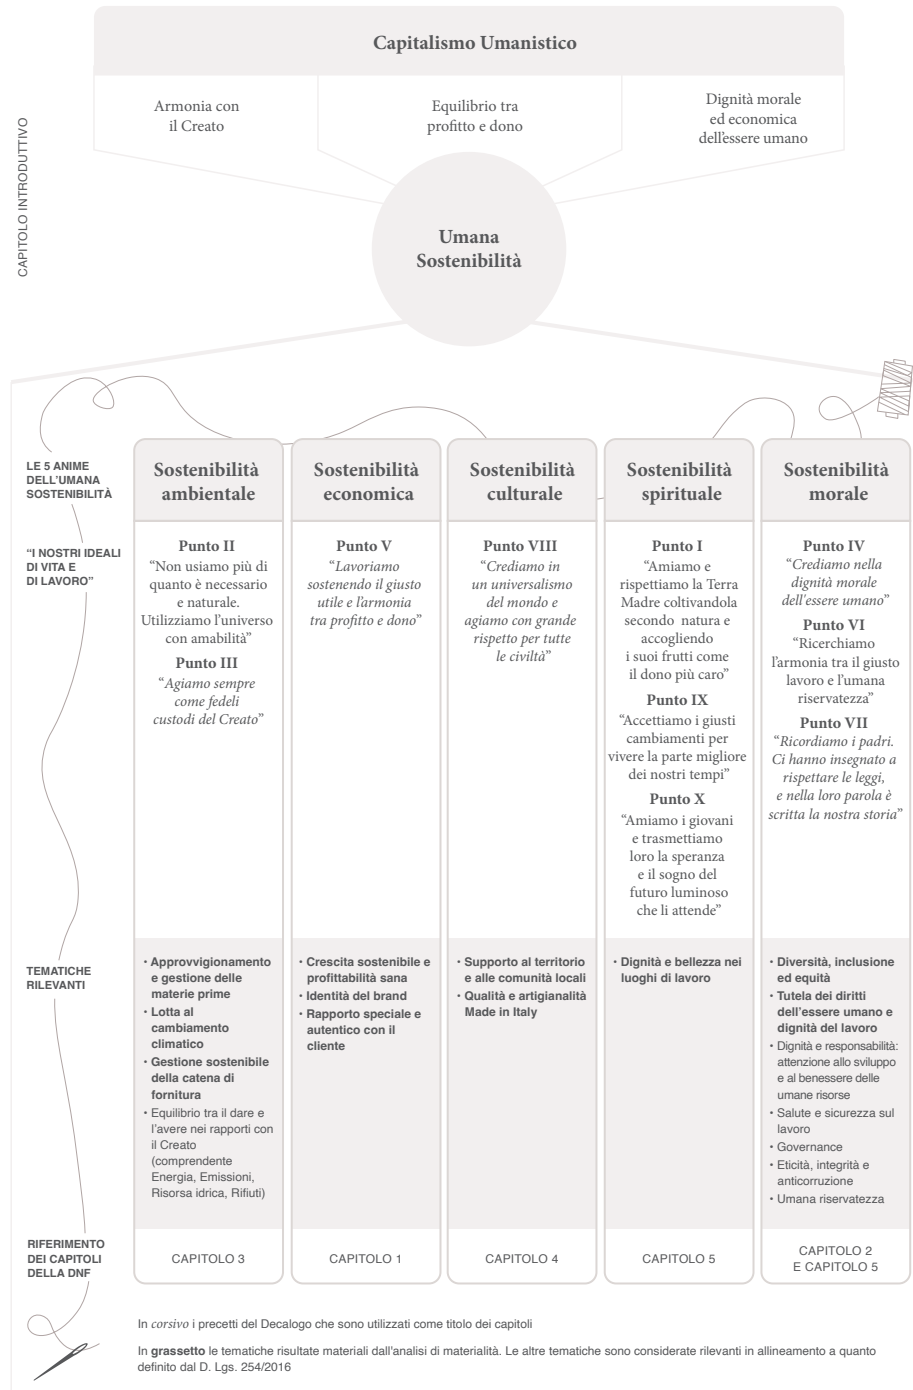 Capitalismo Umanistico
Armonia con
il Creato
Equilibrio tra
profitto e dono
Dignità morale
ed economica
dell'essere umano
CAPITOLO INTRODUTTIVO
Umana
Sostenibilità
LE 5 ANIME
DELL'UMANA
SOSTENIBILITÀ
Sostenibilità
ambientale
Sostenibilità
economica
Sostenibilità
culturale
Sostenibilità
spirituale
Sostenibilità
morale
“I NOSTRI IDEALI
DI VITA E
DI LAVORO”
Punto II
“Non usiamo più di
quanto è necessario
e naturale.
Utilizziamo l’universo
con amabilità”
Punto III
“Agiamo sempre
come fedeli
custodi del Creato”
Punto V
“Lavoriamo
sostenendo il giusto
utile e l’armonia
tra profitto e dono”
Punto VIII
“Crediamo in
un universalismo
del mondo e
agiamo con grande
rispetto per tutte
le civiltà”
Punto I
“Amiamo e
rispettiamo la Terra
Madre coltivandola
secondo natura e
accogliendo
i suoi frutti come
il dono più caro”
Punto IX
“Accettiamo i giusti
cambiamenti per
vivere la parte migliore
dei nostri tempi”
Punto X
“Amiamo i giovani
e trasmettiamo
loro la speranza
e il sogno del
futuro luminoso
che li attende”
Punto IV
“Crediamo nella
dignità morale
dell'essere umano”
Punto VI
“Ricerchiamo
l’armonia tra il giusto
lavoro e l’umana
riservatezza”
Punto VII
“Ricordiamo i padri.
Ci hanno insegnato a
rispettare le leggi,
e nella loro parola è
scritta la nostra storia”
TEMATICHE
RILEVANTI
• Approvvigionamento
e gestione delle
materie prime
• Lotta al
cambiamento
climatico
• Gestione sostenibile
della catena di
fornitura
• Equilibrio tra il dare e
l’avere nei rapporti con
il Creato
(comprendente
Energia, Emissioni,
Risorsa idrica, Rifiuti)
• Crescita sostenibile e
profittabilità sana
• Identità del brand
• Rapporto speciale e
autentico con il
cliente
• Supporto al territorio
e alle comunità locali
• Qualità e artigianalità
Made in Italy
• Dignità e bellezza nei
luoghi di lavoro
• Diversità, inclusione
ed equità
• Tutela dei diritti
dell’essere umano e
dignità del lavoro
• Dignità e responsabilità:
attenzione allo sviluppo
e al benessere delle
umane risorse
• Salute e sicurezza sul
lavoro
• Governance
• Eticità, integrità e
anticorruzione
• Umana riservatezza
RIFERIMENTO
DEI CAPITOLI
DELLA DNF
CAPITOLO 3
CAPITOLO 1
CAPITOLO 4
CAPITOLO 5
CAPITOLO 2
E CAPITOLO 5
In corsivo i precetti del Decalogo che sono utilizzati come titolo dei capitoli
In grassetto le tematiche risultate materiali dall'analisi di materialità. Le altre tematiche sono considerate rilevanti in allineamento a quanto
definito dal D. Lgs. 254/2016